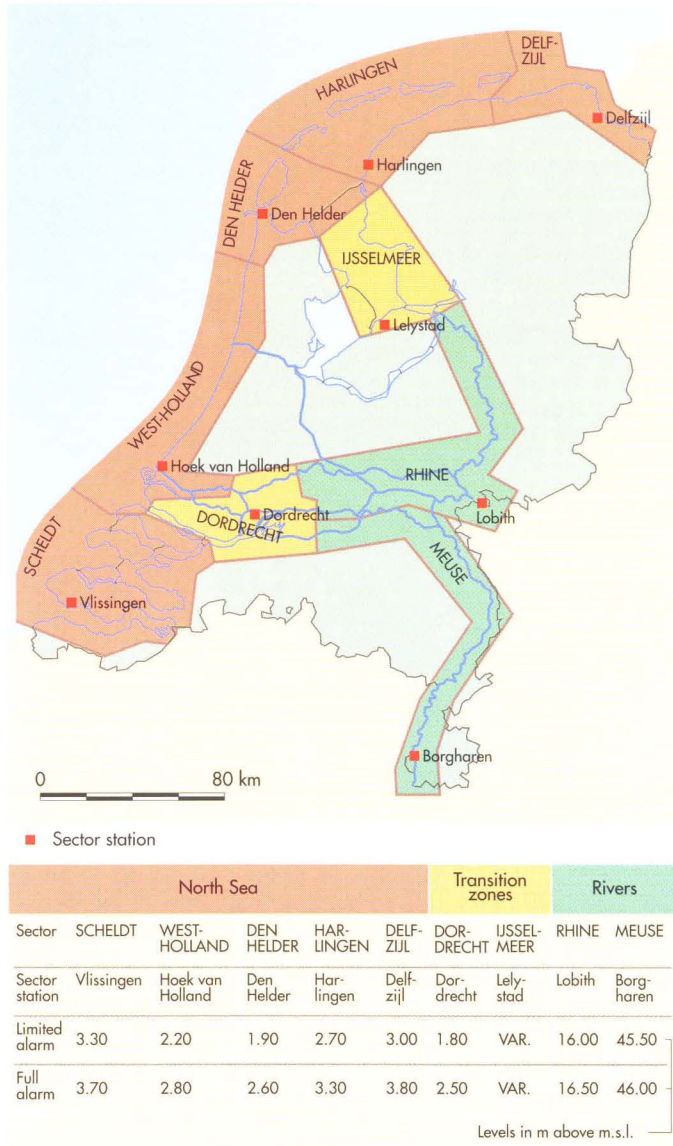 DELF-
ZIJL
HARLINGEN
Delfzijl
Harlingen
DEN HELDER
Den Helder
IJSSELMEER
Lelystad
WEST-HOLLAND
Hoek van Holland
RHINE
Lobith
Dordrecht
DORDRECHT
SCHELDT
MEUSE
Vlissingen
Borgharen
0 80 km
Sector station
North Sea Transition zones Rivers
Sector SCHELDT WEST-HOLLAND DEN HELDER HAR-LINGEN DELF-ZIJL DOR-DRECHT IJSSEL-MEER RHINE MEUSE
Sector station Vlissingen Hoek van Holland Den Helder Har-lingen Delf-zijl Dor-drecht Lely-stad Lobith Borg-haren
Limited alarm 3.30 2.20 1.90 2.70 3.00 1.80 VAR. 16.00 45.50
Full alarm 3.70 2.80 2.60 3.30 3.80 2.50 VAR. 16.50 46.00
Levels in m above m.s.l.